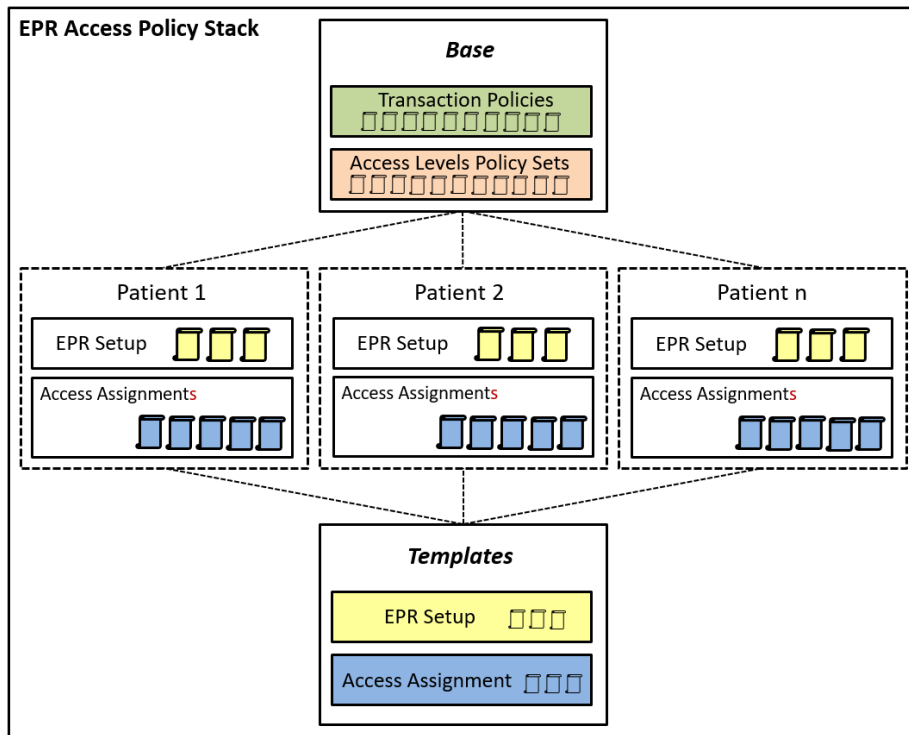 EPR Access Policy Stack
Base
Transaction Policies
Access Levels Policy Sets
Patient 1
EPR Setup
Access Assignments
Patient 2
EPR Setup
Access Assignments
Patient n
EPR Setup
Access Assignments
Templates
EPR Setup
Access Assignment